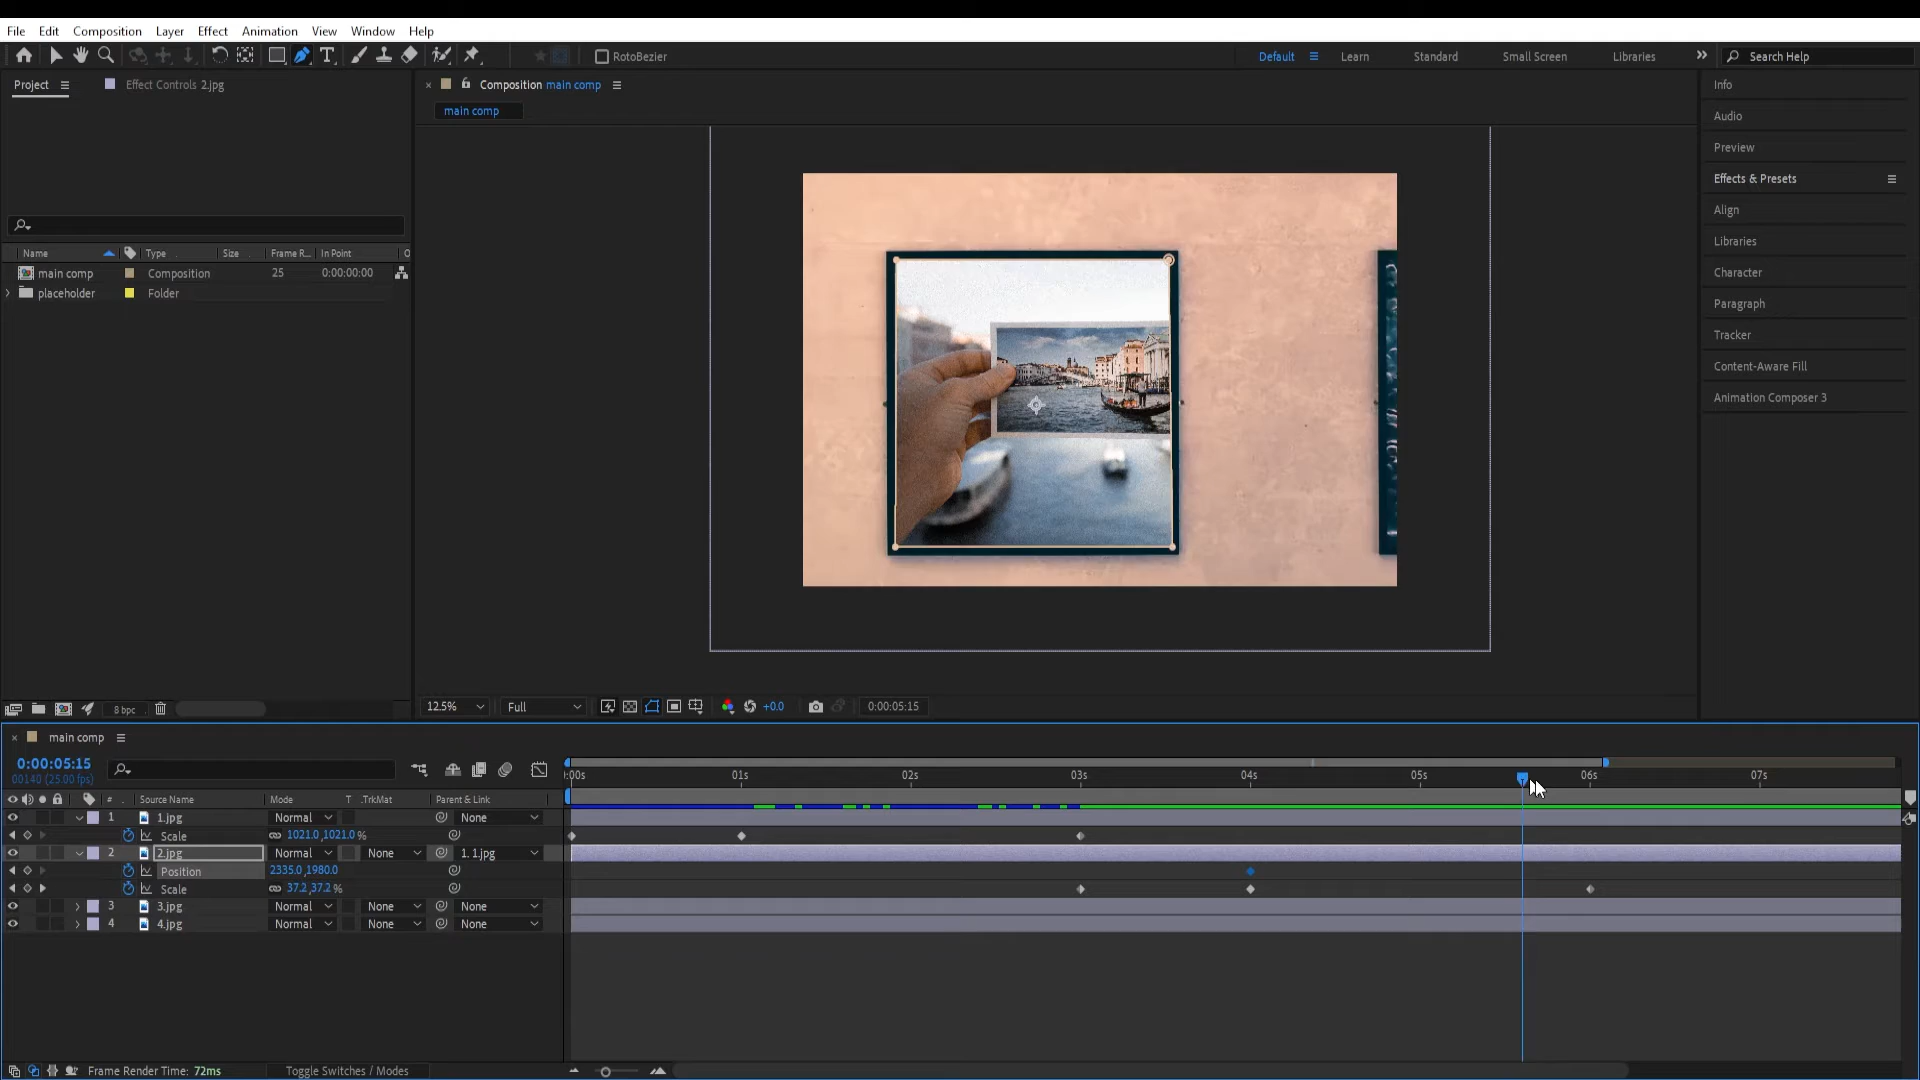 File Edit Composition Layer Effect Animation View Window Help
RotoBezier Default Learn Standard Small Screen Libraries Search Help
Project Effect Controls 2.jpg Composition main comp Info
main comp
Audio
Preview
Effects & Presets
Align
Libraries
Character
Paragraph
Tracker
Content-Aware Fill
Animation Composer 3
Name Type Size Frame R... In Point
main comp Composition 25 0:00:00:00
placeholder Folder
8 bpc 12.5% Full +0.0 0:00:05:15
main comp
0:00:05:15
00140 (25.00 fps)
:00s 01s 02s 03s 04s 05s 06s 07s
# Source Name Mode T .TrkMat Parent & Link
1 1.jpg Normal None
Scale 1021.0,1021.0 %
2 2.jpg Normal None 1. 1.jpg
Position 2335.0,1980.0
Scale 37.2,37.2 %
3 3.jpg Normal None None
4 4.jpg Normal None None
Frame Render Time: 72ms Toggle Switches / Modes